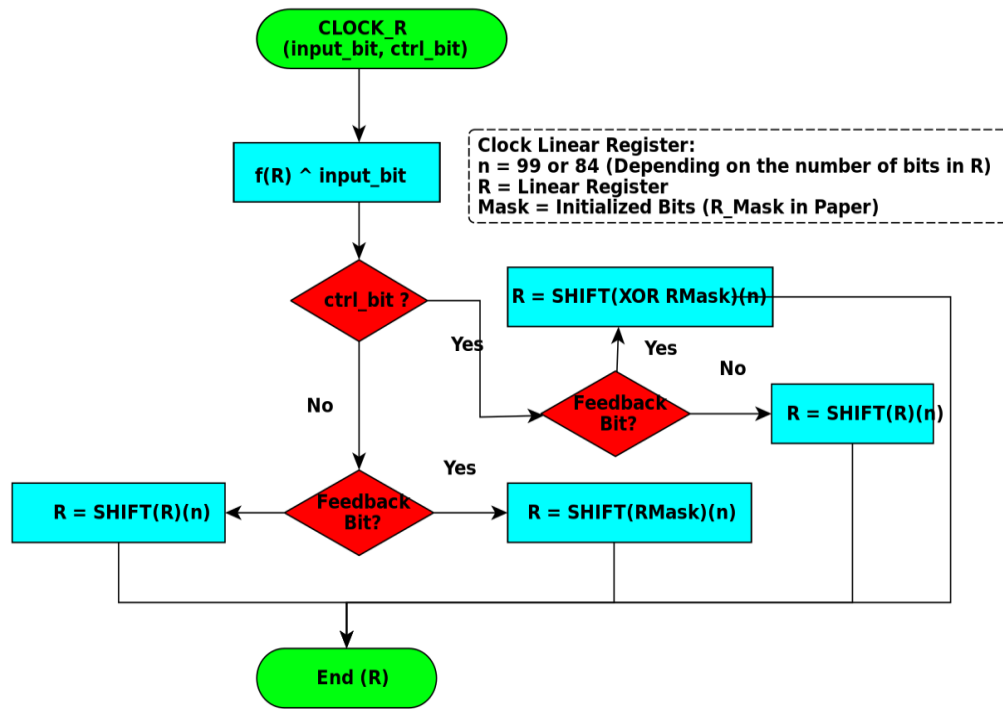 CLOCK_R
(input_bit, ctrl_bit)
f(R) ^ input_bit
Clock Linear Register:
n = 99 or 84 (Depending on the number of bits in R)
R = Linear Register
Mask = Initialized Bits (R_Mask in Paper)
ctrl_bit ?
R = SHIFT(XOR RMask)(n)
Yes
Yes
No
No
Feedback
Bit?
R = SHIFT(R)(n)
Yes
R = SHIFT(R)(n)
Feedback
Bit?
R = SHIFT(RMask)(n)
End (R)